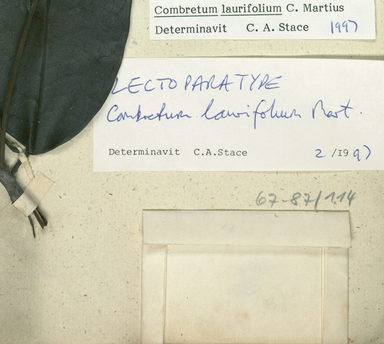 Combretum laurifolium C. Martius
Determinavit C. A. Stace 1997
LECTOPARATYPE
Combretum laurifolium Mart.
Determinavit C.A.Stace 2/1997
67-87/114